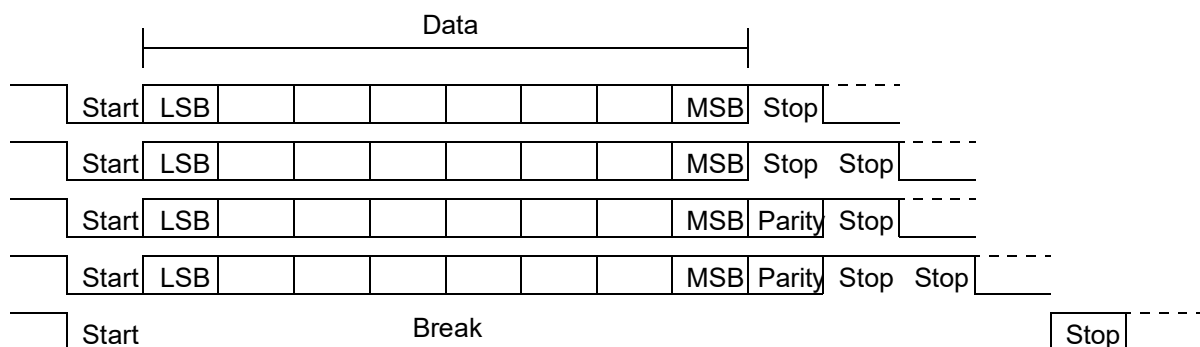 Data
Start LSB MSB Stop
Start LSB MSB Stop Stop
Start LSB MSB Parity Stop
Start LSB MSB Parity Stop Stop
Start Break Stop